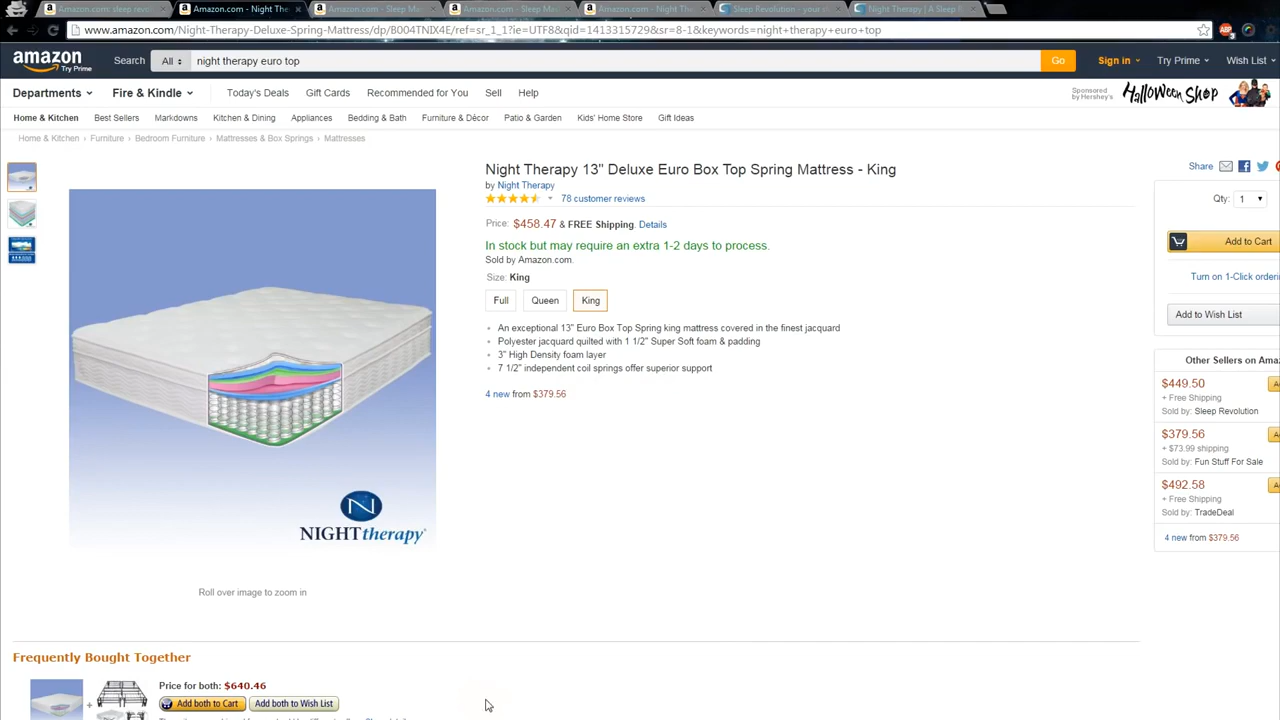 Amazon.com: sleep revol
Amazon.com - Night The
Amazon.com - Sleep Ma
Amazon.com - Sleep Ma
Amazon.com - Night Th
Sleep Revolution - your s
Night Therapy | A Sleep R
www.amazon.com/Night-Therapy-Deluxe-Spring-Mattress/dp/B004TNIX4E/ref=sr_1_1?ie=UTF8&qid=1413315729&sr=8-1&keywords=night+therapy+euro+top
amazon
Try Prime
Search
All
night therapy euro top
Go
Sign in
Try Prime
Wish List
Departments
Fire & Kindle
Today's Deals
Gift Cards
Recommended for You
Sell
Help
Sponsored
by Hershey's
Halloween Shop
Home & Kitchen
Best Sellers
Markdowns
Kitchen & Dining
Appliances
Bedding & Bath
Furniture & Décor
Patio & Garden
Kids' Home Store
Gift Ideas
Home & Kitchen › Furniture › Bedroom Furniture › Mattresses & Box Springs › Mattresses
Night Therapy 13" Deluxe Euro Box Top Spring Mattress - King
by Night Therapy
78 customer reviews
Price: $458.47 & FREE Shipping. Details
In stock but may require an extra 1-2 days to process.
Sold by Amazon.com.
Size: King
Full
Queen
King
An exceptional 13" Euro Box Top Spring king mattress covered in the finest jacquard
Polyester jacquard quilted with 1 1/2" Super Soft foam & padding
3" High Density foam layer
7 1/2" independent coil springs offer superior support
4 new from $379.56
N
NIGHTtherapy
Roll over image to zoom in
Share
Qty: 1
Add to Cart
Turn on 1-Click orderin
Add to Wish List
Other Sellers on Amaz
$449.50
+ Free Shipping
Sold by: Sleep Revolution
$379.56
+ $73.99 shipping
Sold by: Fun Stuff For Sale
$492.58
+ Free Shipping
Sold by: TradeDeal
4 new from $379.56
Frequently Bought Together
Price for both: $640.46
+
Add both to Cart
Add both to Wish List